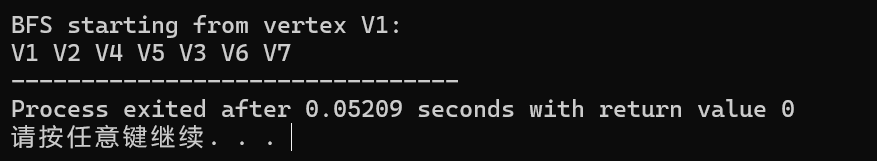 BFS starting from vertex V1:
V1 V2 V4 V5 V3 V6 V7
--------------------------------
Process exited after 0.05209 seconds with return value 0
请按任意键继续. . .